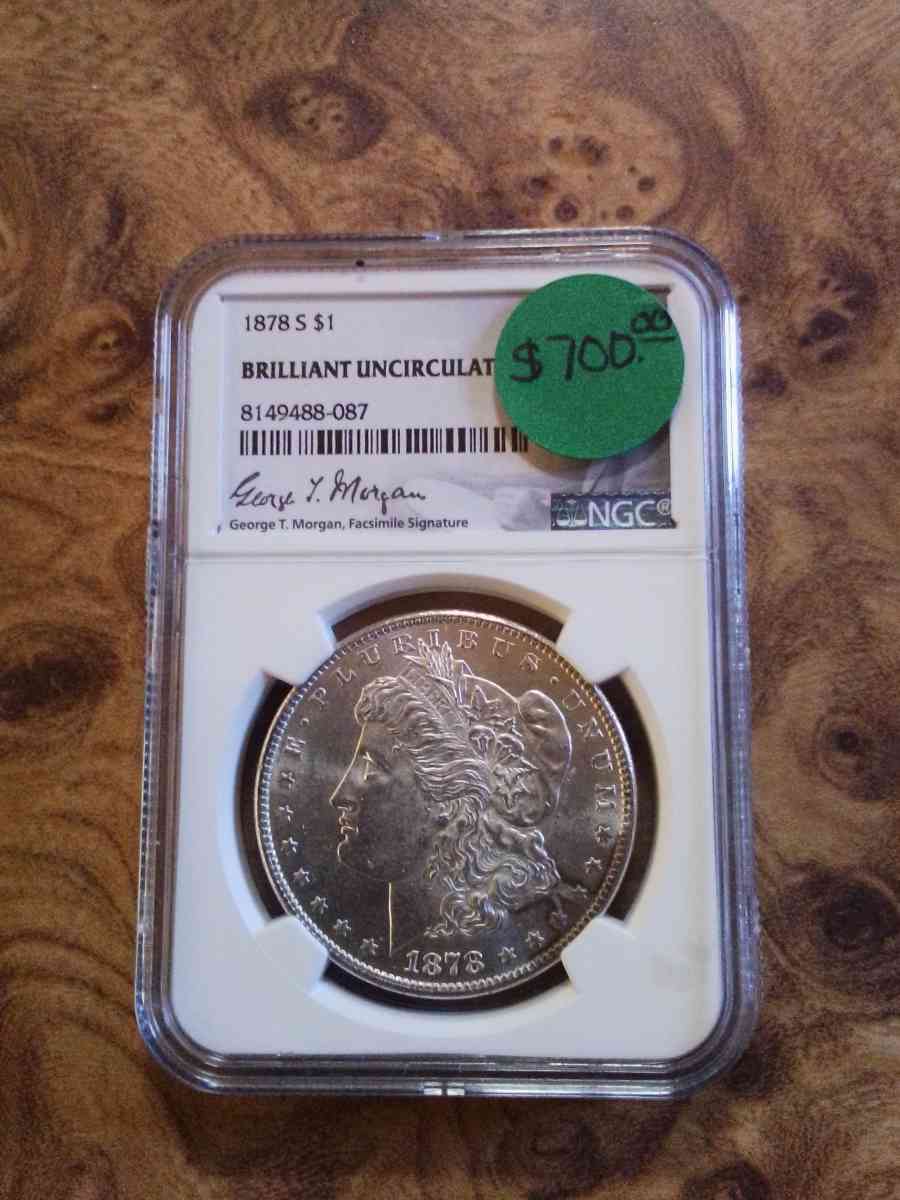 1878 S $1
BRILLIANT UNCIRCULAT
$700.00
8149488-087
George T. Morgan
George T. Morgan, Facsimile Signature
NGC®
E · PLURIBUS · UNUM
1878